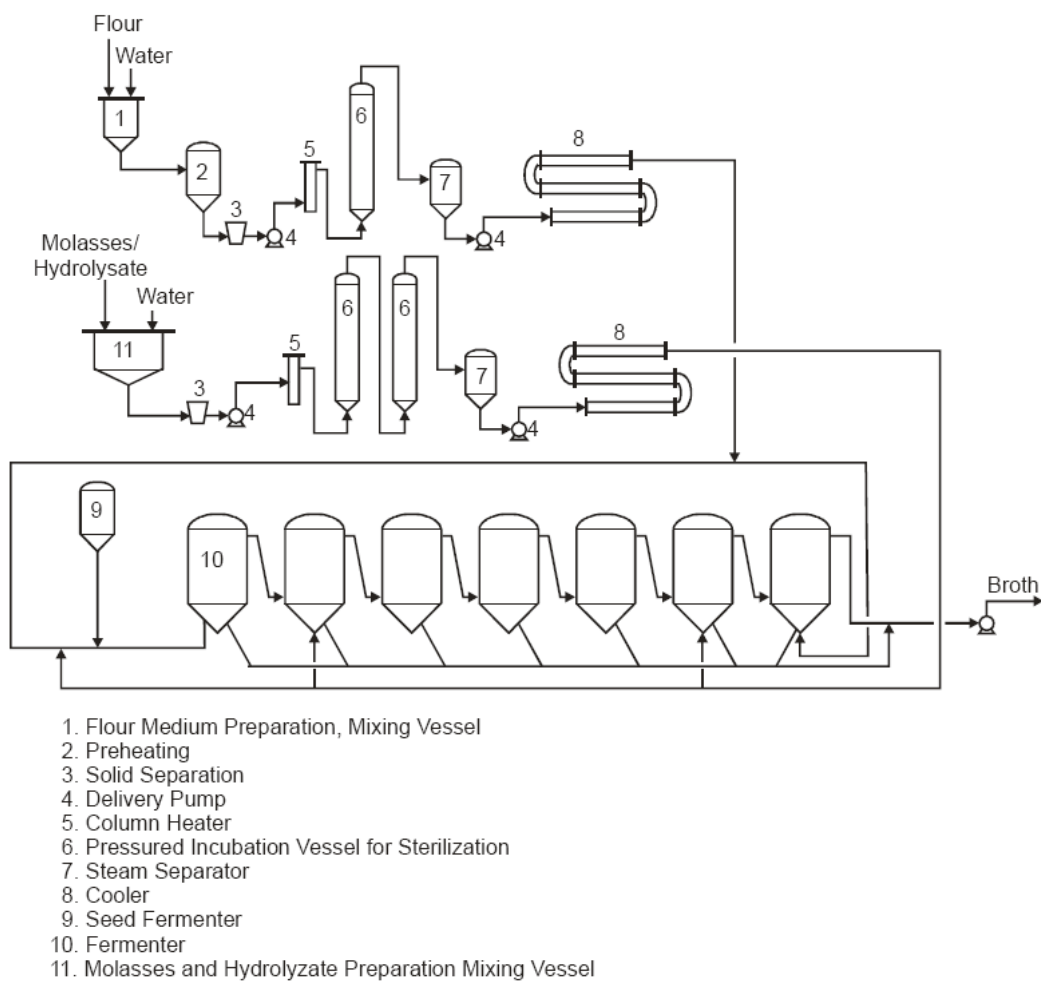 Flour
Water
1
2
3
4
5
6
7
4
8
Molasses/
Hydrolysate
Water
11
3
4
5
6
6
7
4
8
9
10
Broth
1. Flour Medium Preparation, Mixing Vessel
2. Preheating
3. Solid Separation
4. Delivery Pump
5. Column Heater
6. Pressured Incubation Vessel for Sterilization
7. Steam Separator
8. Cooler
9. Seed Fermenter
10. Fermenter
11. Molasses and Hydrolyzate Preparation Mixing Vessel